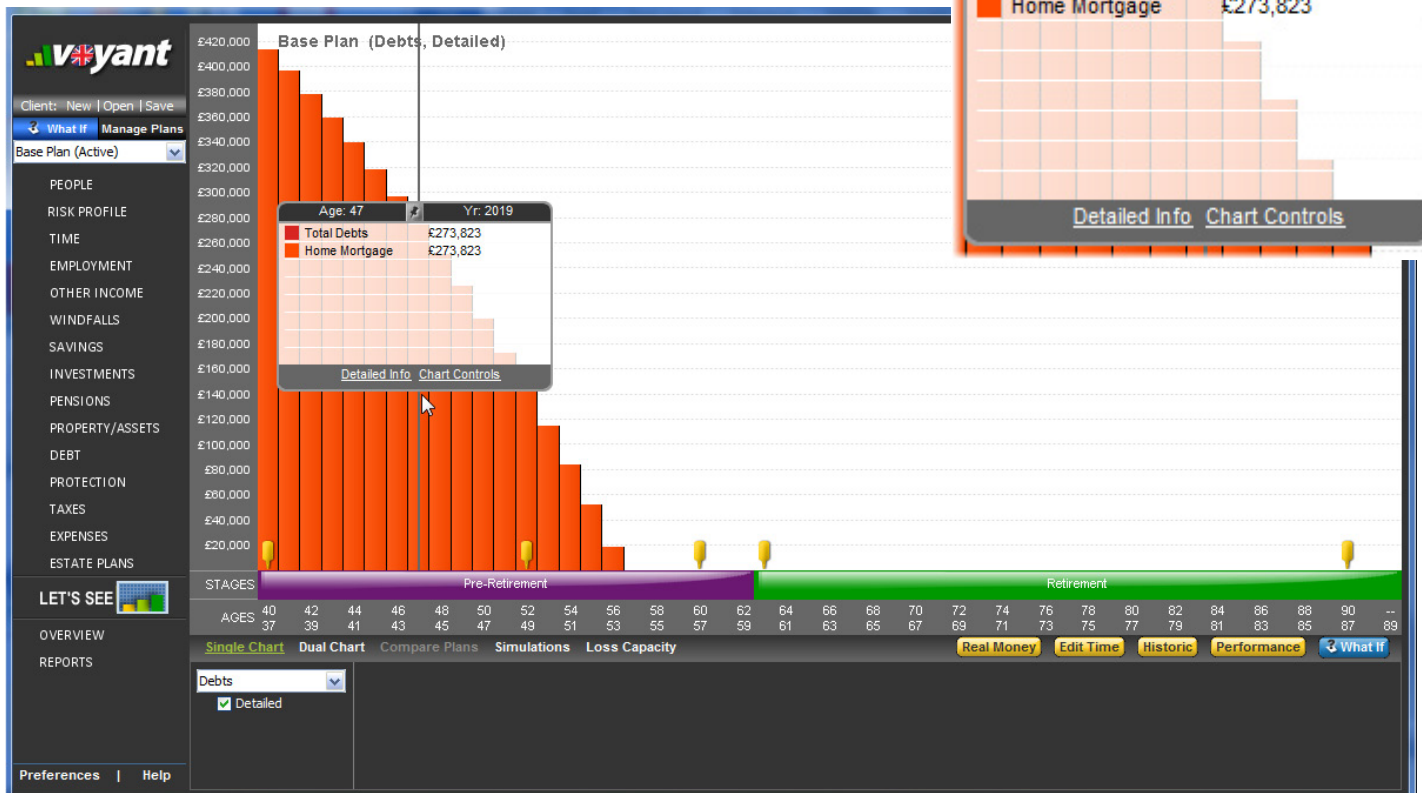 voyant
Client: New | Open | Save
What If Manage Plans
Base Plan (Active)
PEOPLE
RISK PROFILE
TIME
EMPLOYMENT
OTHER INCOME
WINDFALLS
SAVINGS
INVESTMENTS
PENSIONS
PROPERTY/ASSETS
DEBT
PROTECTION
TAXES
EXPENSES
ESTATE PLANS
LET'S SEE
OVERVIEW
REPORTS
Preferences | Help
Base Plan (Debts, Detailed)
£420,000
£400,000
£380,000
£360,000
£340,000
£320,000
£300,000
£280,000
£260,000
£240,000
£220,000
£200,000
£180,000
£160,000
£140,000
£120,000
£100,000
£80,000
£60,000
£40,000
£20,000
Age: 47 Yr: 2019
Total Debts £273,823
Home Mortgage £273,823
Detailed Info Chart Controls
Home Mortgage £273,823
Detailed Info Chart Controls
STAGES Pre-Retirement Retirement
AGES 40 42 44 46 48 50 52 54 56 58 60 62 64 66 68 70 72 74 76 78 80 82 84 86 88 90 --
37 39 41 43 45 47 49 51 53 55 57 59 61 63 65 67 69 71 73 75 77 79 81 83 85 87 89
Single Chart Dual Chart Compare Plans Simulations Loss Capacity Real Money Edit Time Historic Performance What If
Debts
Detailed